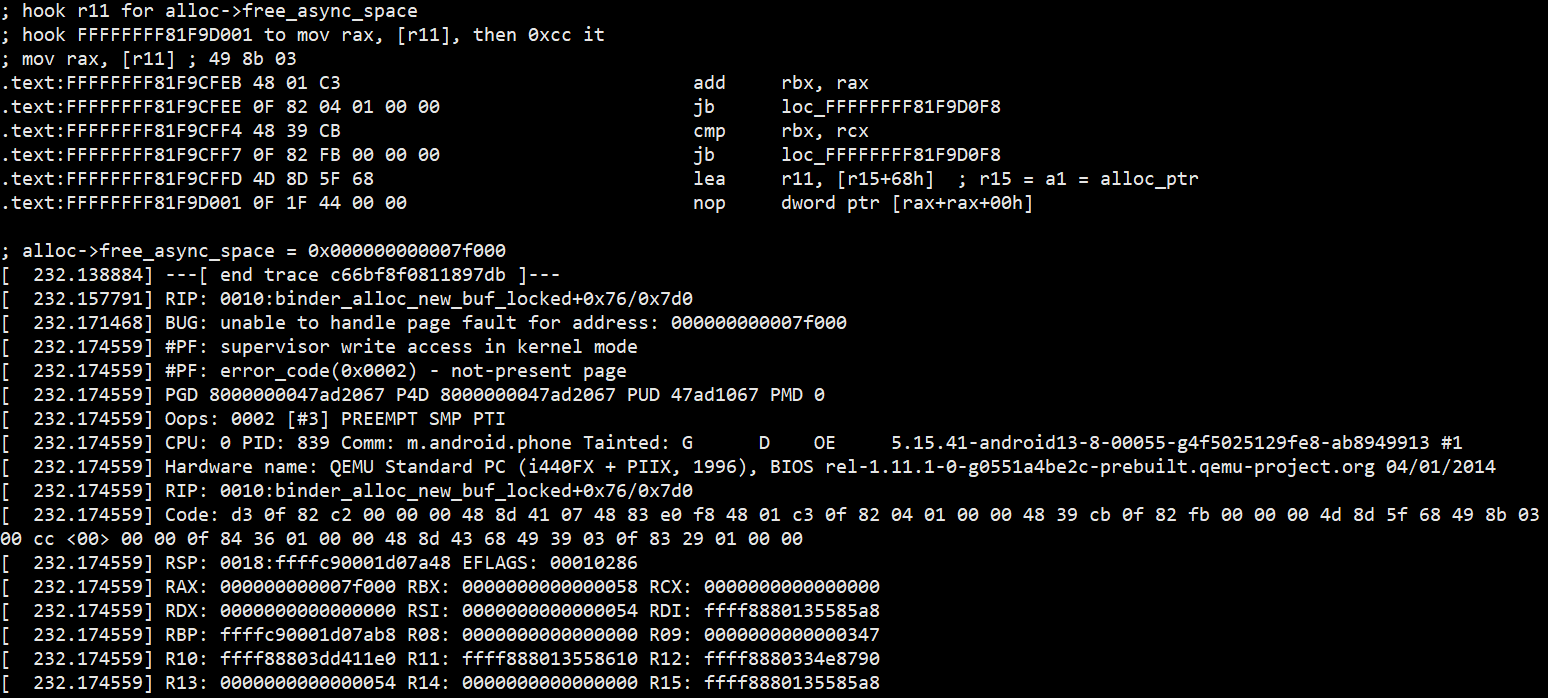 ; hook r11 for alloc->free_async_space
; hook FFFFFFFF81F9D001 to mov rax, [r11], then 0xcc it
; mov rax, [r11] ; 49 8b 03
.text:FFFFFFFF81F9CFEB 48 01 C3 add rbx, rax
.text:FFFFFFFF81F9CFEE 0F 82 04 01 00 00 jb loc_FFFFFFFF81F9D0F8
.text:FFFFFFFF81F9CFF4 48 39 CB cmp rbx, rcx
.text:FFFFFFFF81F9CFF7 0F 82 FB 00 00 00 jb loc_FFFFFFFF81F9D0F8
.text:FFFFFFFF81F9CFFD 4D 8D 5F 68 lea r11, [r15+68h] ; r15 = a1 = alloc_ptr
.text:FFFFFFFF81F9D001 0F 1F 44 00 00 nop dword ptr [rax+rax+00h]
; alloc->free_async_space = 0x000000000007f000
[ 232.138884] ---[ end trace c66bf8f0811897db ]---
[ 232.157791] RIP: 0010:binder_alloc_new_buf_locked+0x76/0x7d0
[ 232.171468] BUG: unable to handle page fault for address: 000000000007f000
[ 232.174559] #PF: supervisor write access in kernel mode
[ 232.174559] #PF: error_code(0x0002) - not-present page
[ 232.174559] PGD 8000000047ad2067 P4D 8000000047ad2067 PUD 47ad1067 PMD 0
[ 232.174559] Oops: 0002 [#3] PREEMPT SMP PTI
[ 232.174559] CPU: 0 PID: 839 Comm: m.android.phone Tainted: G D OE 5.15.41-android13-8-00055-g4f5025129fe8-ab8949913 #1
[ 232.174559] Hardware name: QEMU Standard PC (i440FX + PIIX, 1996), BIOS rel-1.11.1-0-g0551a4be2c-prebuilt.qemu-project.org 04/01/2014
[ 232.174559] RIP: 0010:binder_alloc_new_buf_locked+0x76/0x7d0
[ 232.174559] Code: d3 0f 82 c2 00 00 00 48 8d 41 07 48 83 e0 f8 48 01 c3 0f 82 04 01 00 00 48 39 cb 0f 82 fb 00 00 00 4d 8d 5f 68 49 8b 03
00 cc <00> 00 00 0f 84 36 01 00 00 48 8d 43 68 49 39 03 0f 83 29 01 00 00
[ 232.174559] RSP: 0018:ffffc90001d07a48 EFLAGS: 00010286
[ 232.174559] RAX: 000000000007f000 RBX: 0000000000000058 RCX: 0000000000000000
[ 232.174559] RDX: 0000000000000000 RSI: 0000000000000054 RDI: ffff8880135585a8
[ 232.174559] RBP: ffffc90001d07ab8 R08: 0000000000000000 R09: 0000000000000347
[ 232.174559] R10: ffff88803dd411e0 R11: ffff888013558610 R12: ffff8880334e8790
[ 232.174559] R13: 0000000000000054 R14: 0000000000000000 R15: ffff8880135585a8